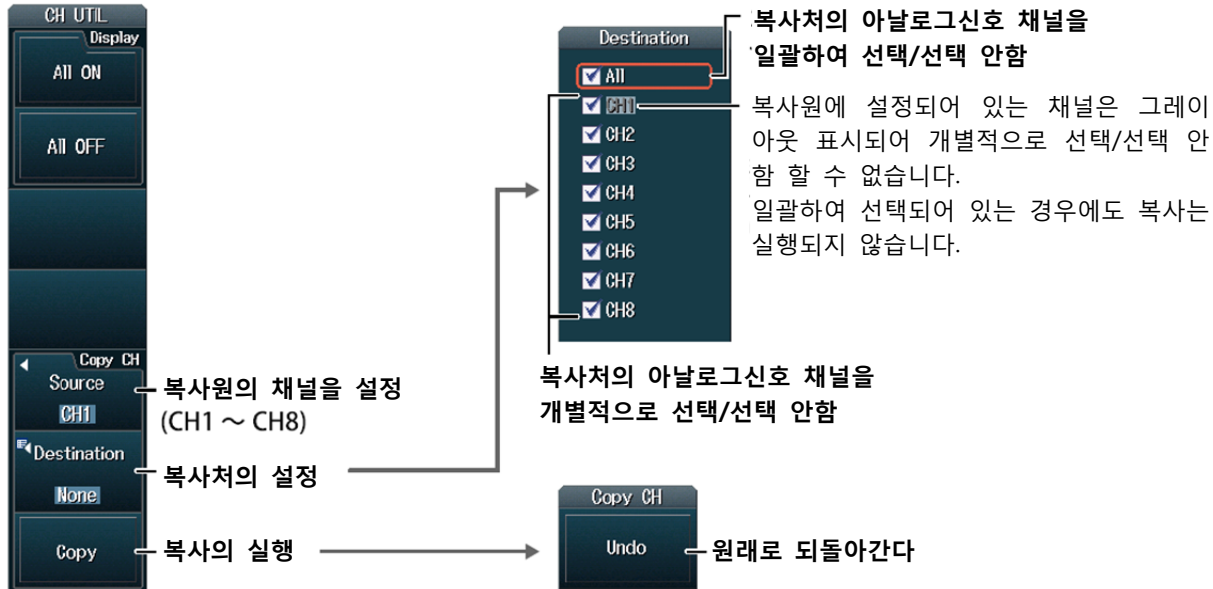 CH UTIL
Display
All ON
All OFF
Copy CH
Source
CH1
Destination
None
Copy
복사원의 채널을 설정
(CH1 ～ CH8)
복사처의 설정
복사의 실행
Destination
All
CH1
CH2
CH3
CH4
CH5
CH6
CH7
CH8
복사처의 아날로그신호 채널을
일괄하여 선택/선택 안함
복사원에 설정되어 있는 채널은 그레이
아웃 표시되어 개별적으로 선택/선택 안
함 할 수 없습니다.
일괄하여 선택되어 있는 경우에도 복사는
실행되지 않습니다.
복사처의 아날로그신호 채널을
개별적으로 선택/선택 안함
Copy CH
Undo
원래로 되돌아간다